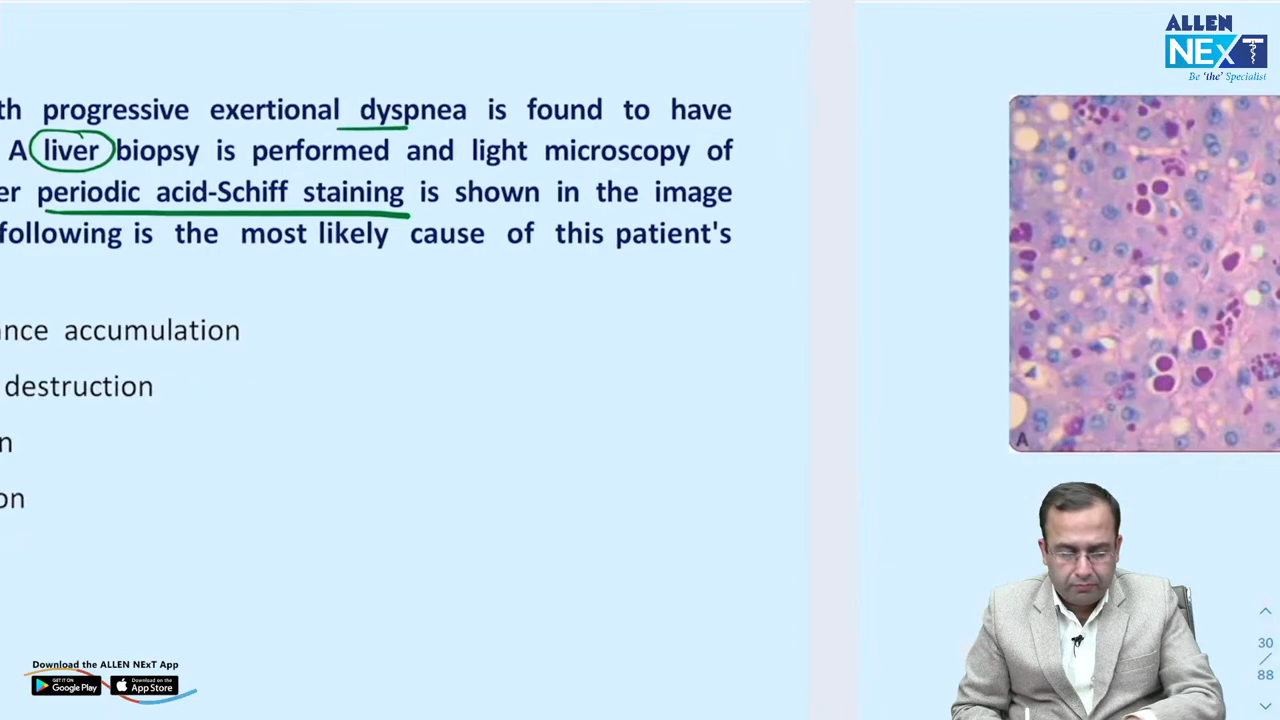 ALLEN
NExT
Be 'the' Specialist
th progressive exertional dyspnea is found to have
A liver biopsy is performed and light microscopy of
er periodic acid-Schiff staining is shown in the image
following is the most likely cause of this patient's
ance accumulation
destruction
n
on
A
30
/
88
Download the ALLEN NExT App
GET IT ON
Google Play
Download on the
App Store